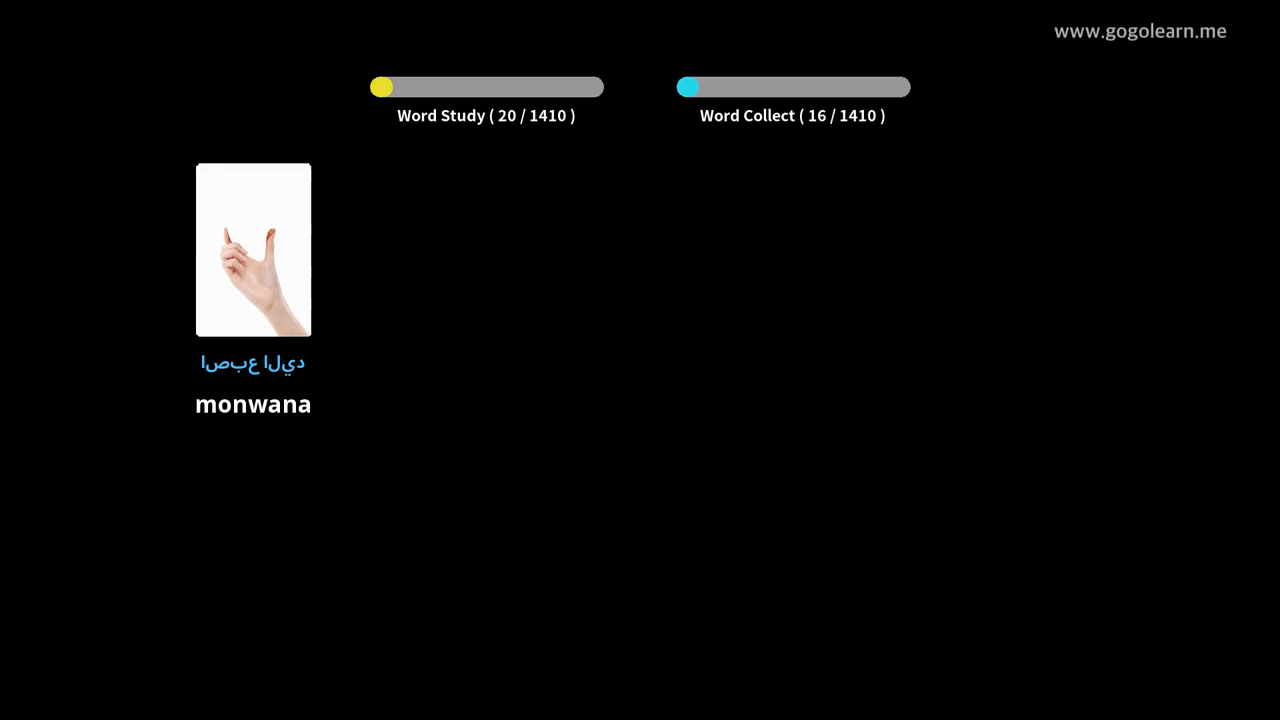 www.gogolearn.me
Word Study ( 20 / 1410 )
Word Collect ( 16 / 1410 )
اصبع اليد
monwana